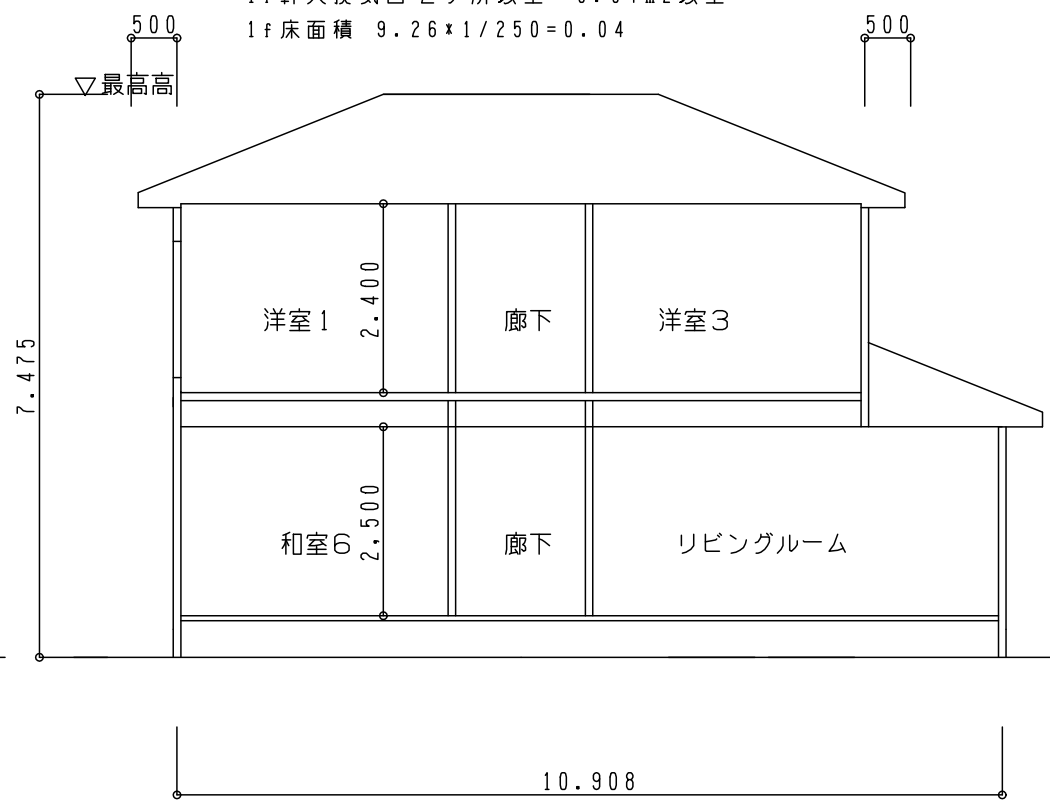 1f床面積 9.26*1/250=0.04
500
500
▽最高高
7.475
2.400
洋室1
廊下
洋室3
2,500
和室6
廊下
リビングルーム
10.908